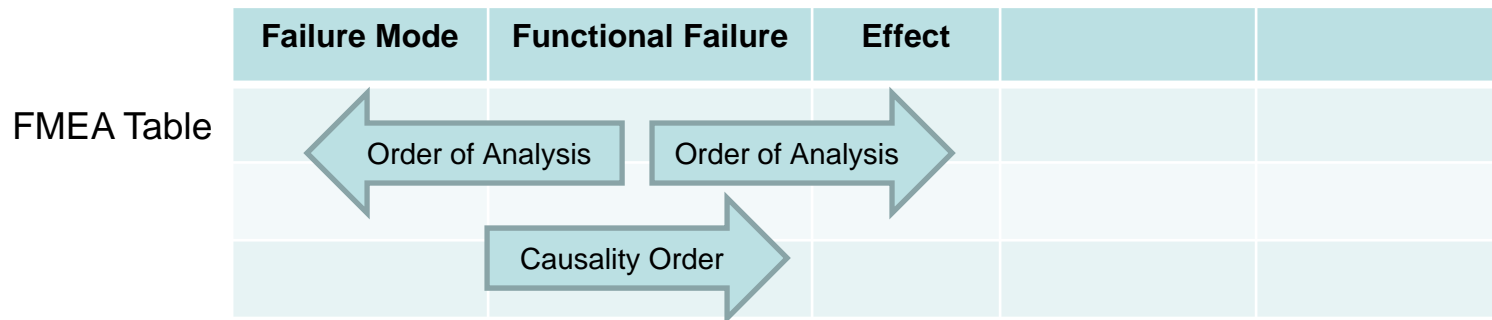 Failure Mode Functional Failure Effect
FMEA Table
Order of Analysis Order of Analysis
Causality Order